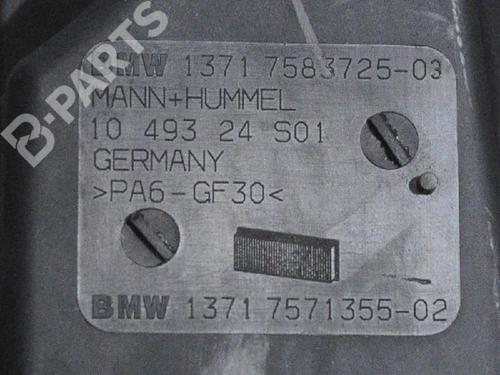 B-PARTS
BMW 1371 7583725-03
MANN+HUMMEL
10 493 24 S01
GERMANY
>PA6-GF30<
BMW 1371 7571355-02